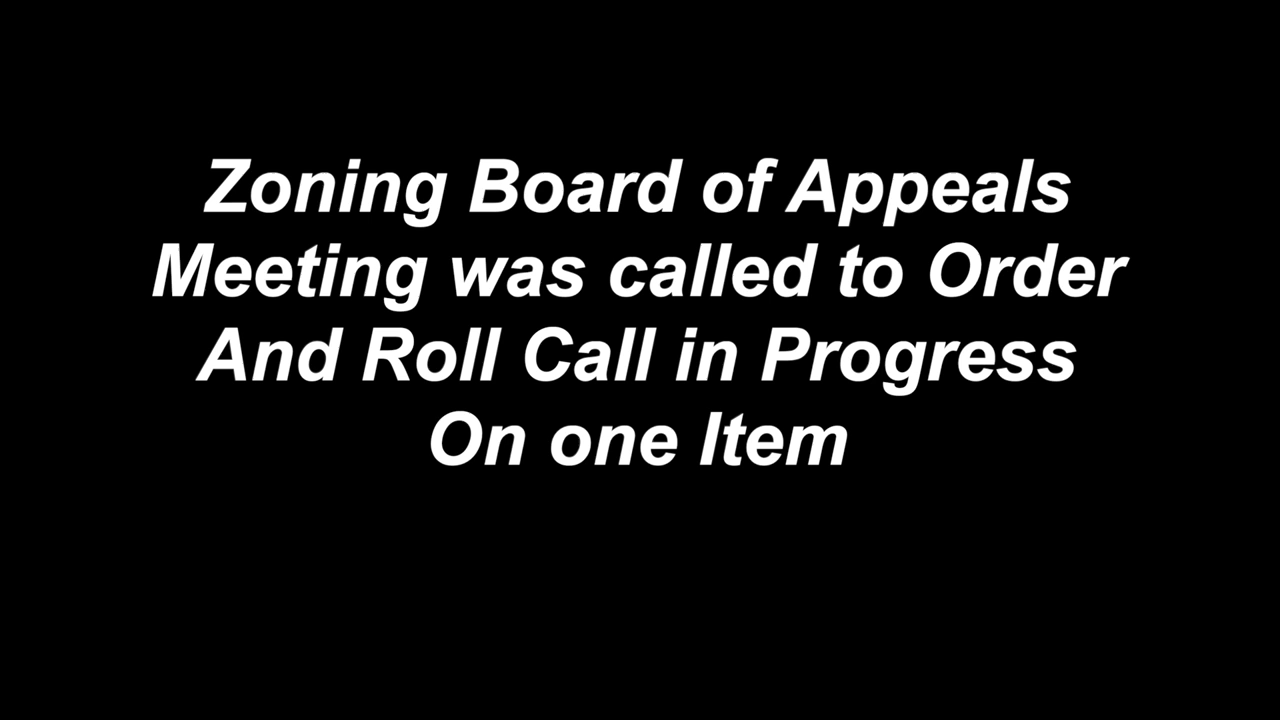 Zoning Board of Appeals
Meeting was called to Order
And Roll Call in Progress
On one Item